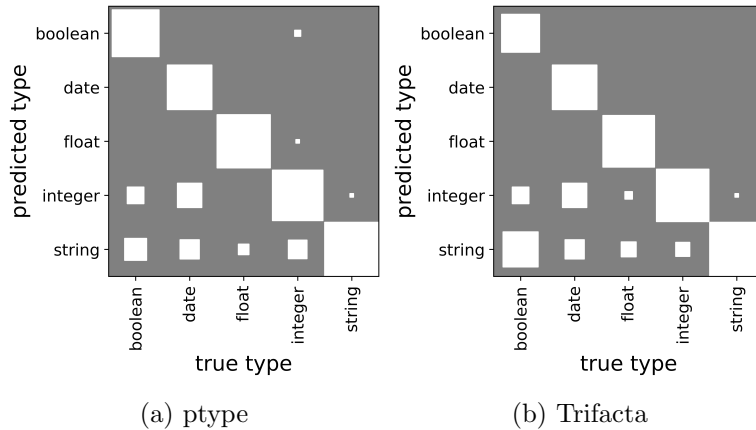 predicted type
boolean
date
float
integer
string
boolean
date
float
integer
string
true type
(a) ptype
predicted type
boolean
date
float
integer
string
boolean
date
float
integer
string
true type
(b) Trifacta